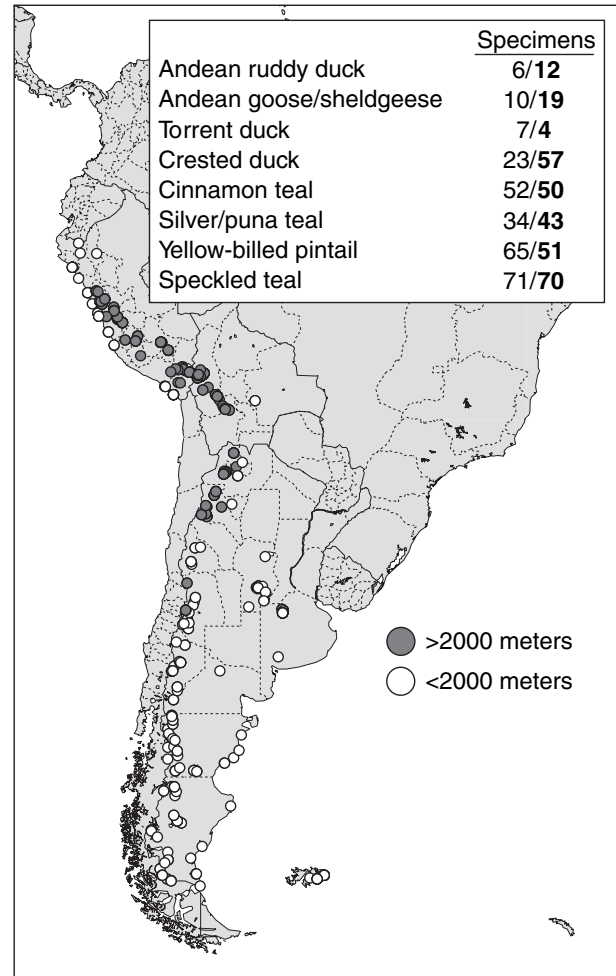 Specimens
Andean ruddy duck 6/12
Andean goose/sheldgeese 10/19
Torrent duck 7/4
Crested duck 23/57
Cinnamon teal 52/50
Silver/puna teal 34/43
Yellow-billed pintail 65/51
Speckled teal 71/70
>2000 meters
<2000 meters